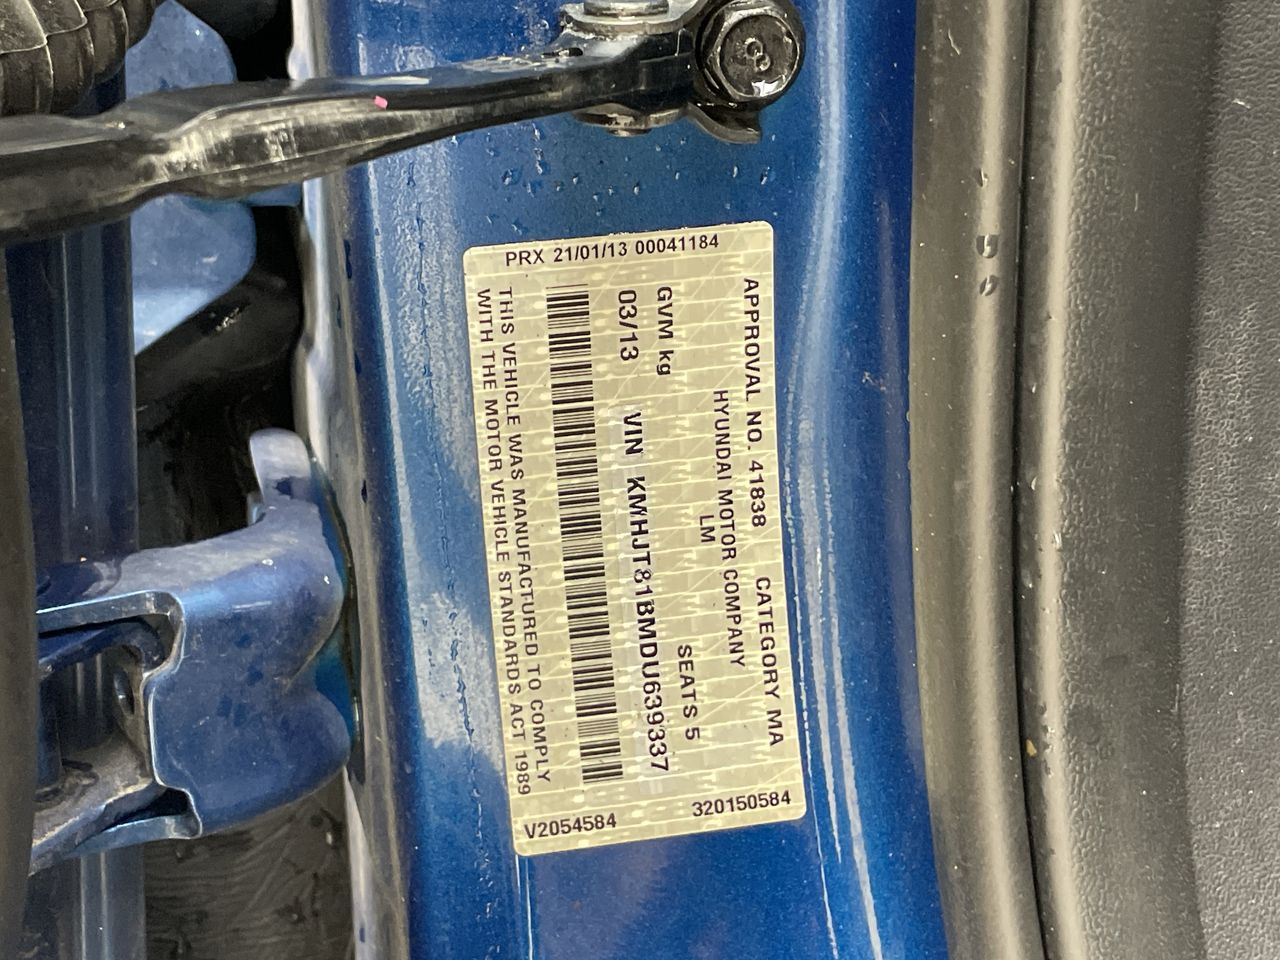 APPROVAL NO. 41838 CATEGORY MA
HYUNDAI MOTOR COMPANY
LM
GVM kg SEATS 5
03/13 VIN KMHJT81BMDU639337
THIS VEHICLE WAS MANUFACTURED TO COMPLY
WITH THE MOTOR VEHICLE STANDARDS ACT 1989
PRX 21/01/13 00041184
V2054584 320150584